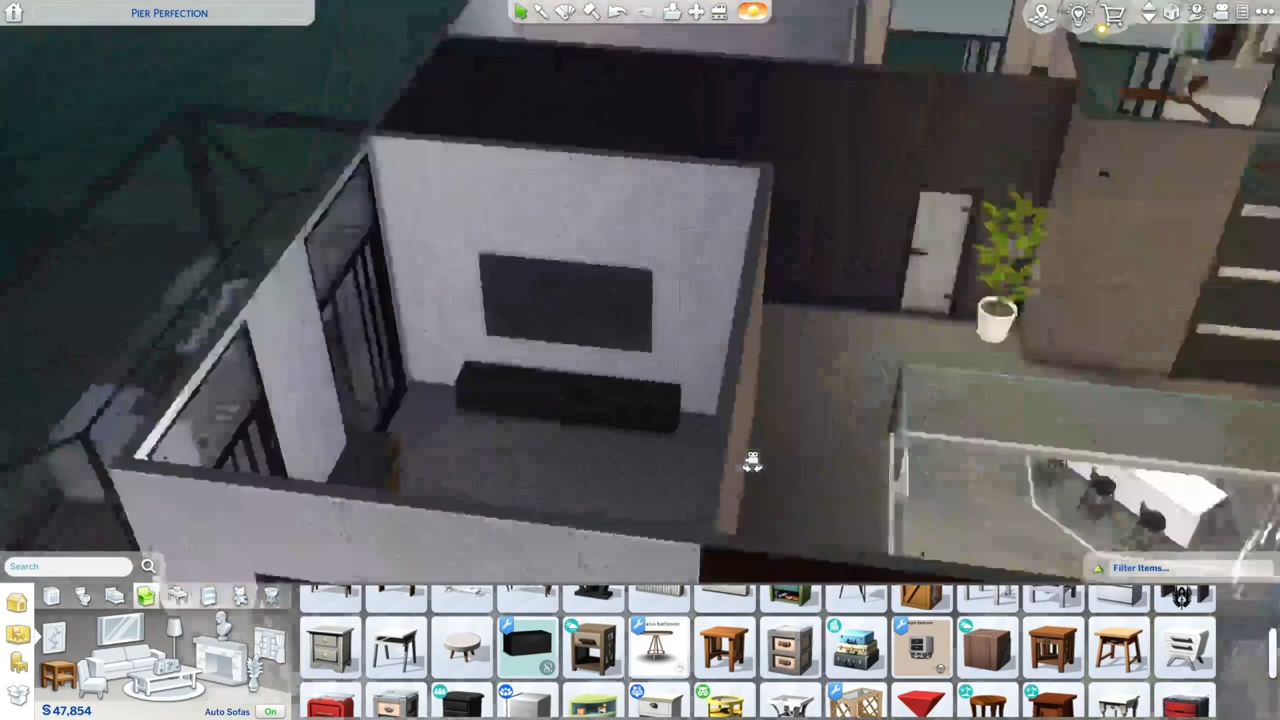 PIER PERFECTION
Search
Filter Items...
$47,854
Auto Sofas
On